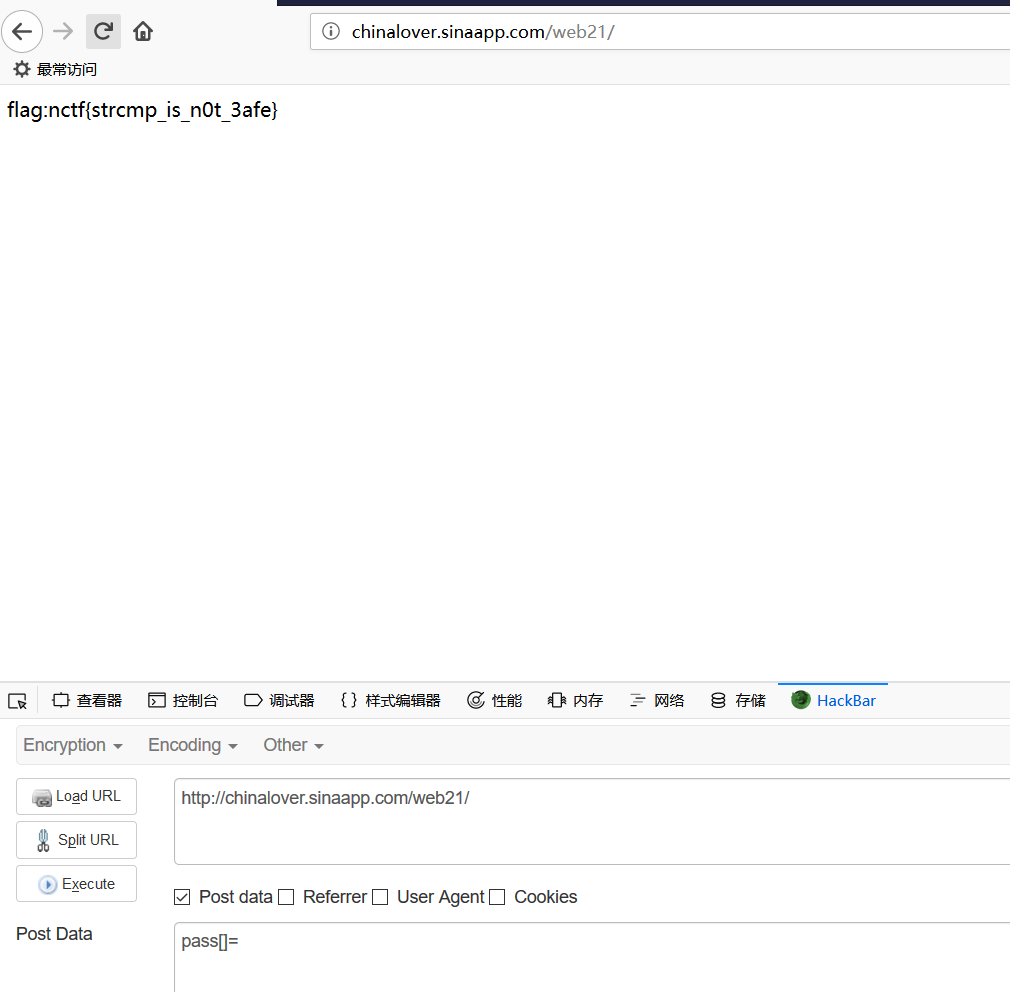 chinalover.sinaapp.com/web21/
最常访问
flag:nctf{strcmp_is_n0t_3afe}
查看器 控制台 调试器 {} 样式编辑器 性能 内存 网络 存储 HackBar
Encryption Encoding Other
Load URL
http://chinalover.sinaapp.com/web21/
Split URL
Execute
Post data Referrer User Agent Cookies
Post Data
pass[]=